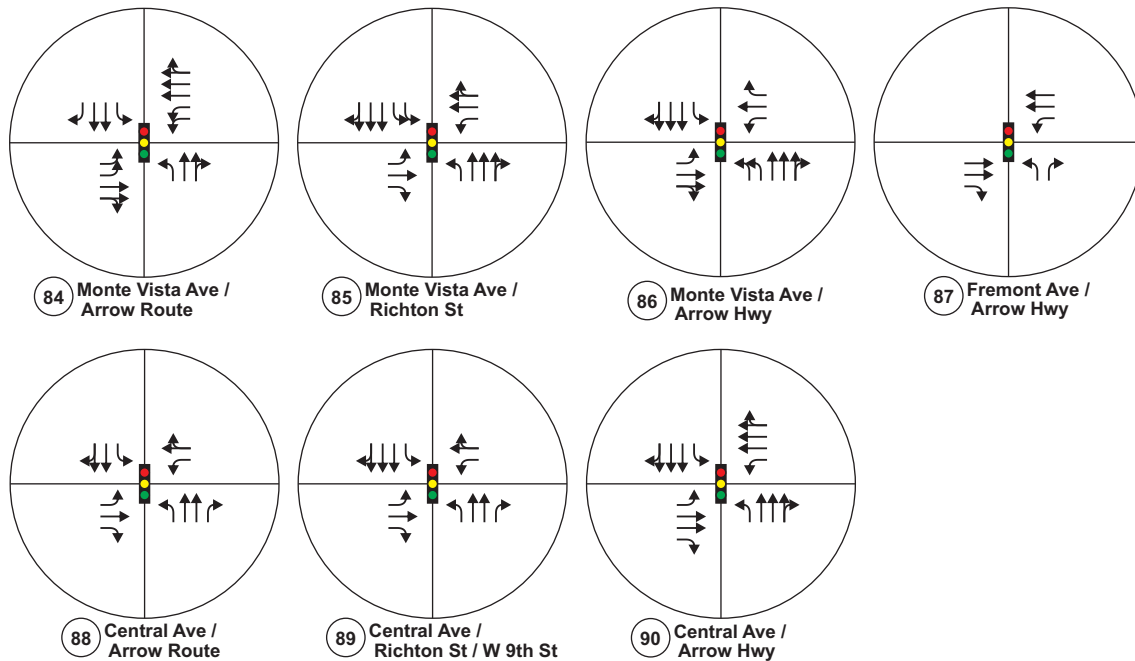 84 Monte Vista Ave /
Arrow Route
85 Monte Vista Ave /
Richton St
86 Monte Vista Ave /
Arrow Hwy
87 Fremont Ave /
Arrow Hwy
88 Central Ave /
Arrow Route
89 Central Ave /
Richton St / W 9th St
90 Central Ave /
Arrow Hwy